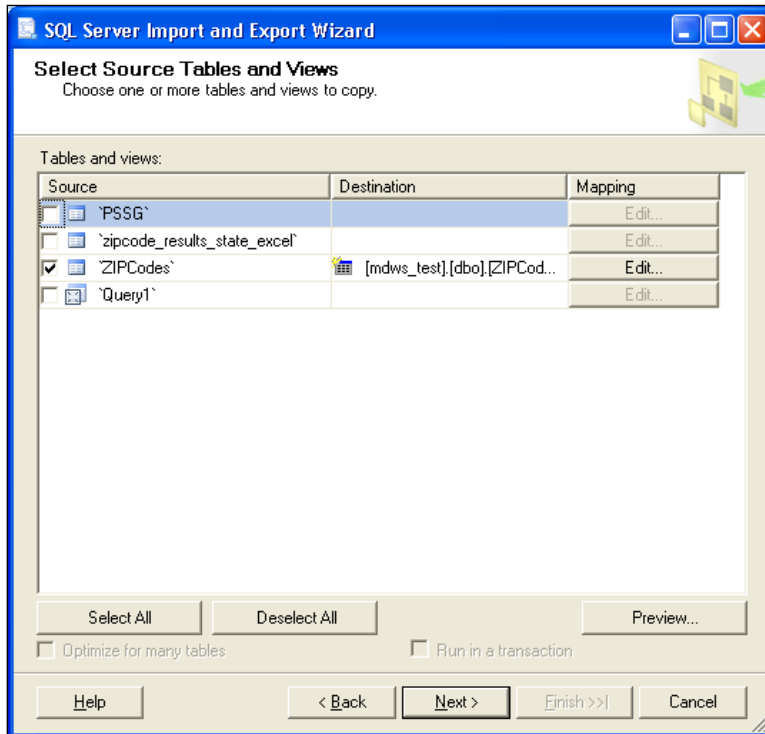 SQL Server Import and Export Wizard
Select Source Tables and Views
Choose one or more tables and views to copy.
Tables and views:
Source Destination Mapping
`PSSG` Edit...
`zipcode_results_state_excel` Edit...
`ZIPCodes` [mdws_test].[dbo].[ZIPCod... Edit...
`Query1` Edit...
Select All Deselect All Preview...
Optimize for many tables Run in a transaction
Help < Back Next > Finish >>| Cancel